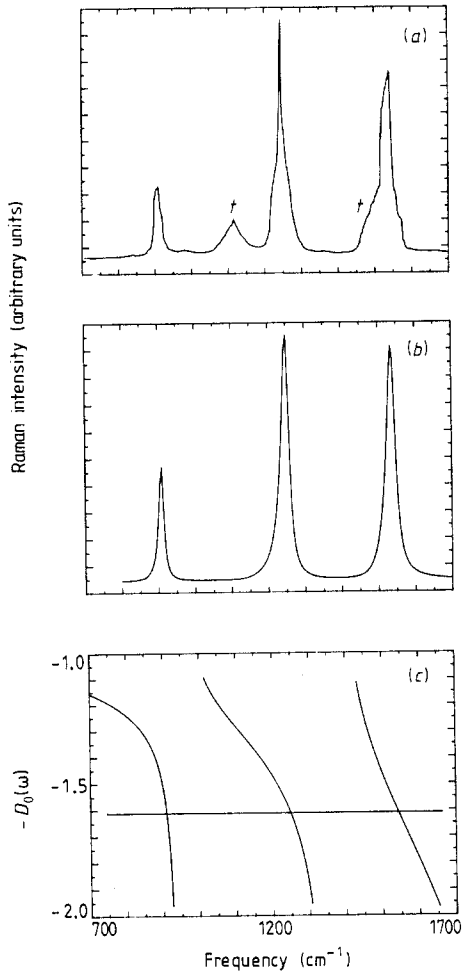 (a)
†
†
Raman intensity (arbitrary units)
(b)
(c)
-1.0
-1.5
-2.0
- D₀(ω)
700
1200
1700
Frequency (cm⁻¹)